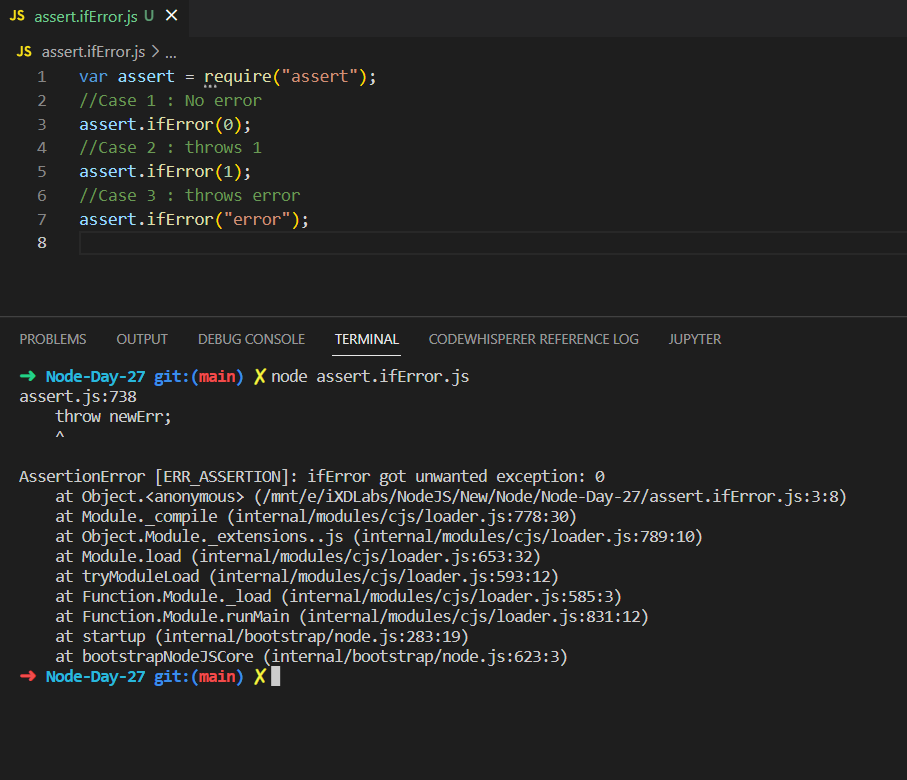 JS assert.ifError.js U ✕
JS assert.ifError.js > ...
1 var assert = require("assert");
2 //Case 1 : No error
3 assert.ifError(0);
4 //Case 2 : throws 1
5 assert.ifError(1);
6 //Case 3 : throws error
7 assert.ifError("error");
8
PROBLEMS OUTPUT DEBUG CONSOLE TERMINAL CODEWHISPERER REFERENCE LOG JUPYTER
➜ Node-Day-27 git:(main) ✗ node assert.ifError.js
assert.js:738
    throw newErr;
    ^
AssertionError [ERR_ASSERTION]: ifError got unwanted exception: 0
    at Object.<anonymous> (/mnt/e/iXDLabs/NodeJS/New/Node/Node-Day-27/assert.ifError.js:3:8)
    at Module._compile (internal/modules/cjs/loader.js:778:30)
    at Object.Module._extensions..js (internal/modules/cjs/loader.js:789:10)
    at Module.load (internal/modules/cjs/loader.js:653:32)
    at tryModuleLoad (internal/modules/cjs/loader.js:593:12)
    at Function.Module._load (internal/modules/cjs/loader.js:585:3)
    at Function.Module.runMain (internal/modules/cjs/loader.js:831:12)
    at startup (internal/bootstrap/node.js:283:19)
    at bootstrapNodeJSCore (internal/bootstrap/node.js:623:3)
➜ Node-Day-27 git:(main) ✗